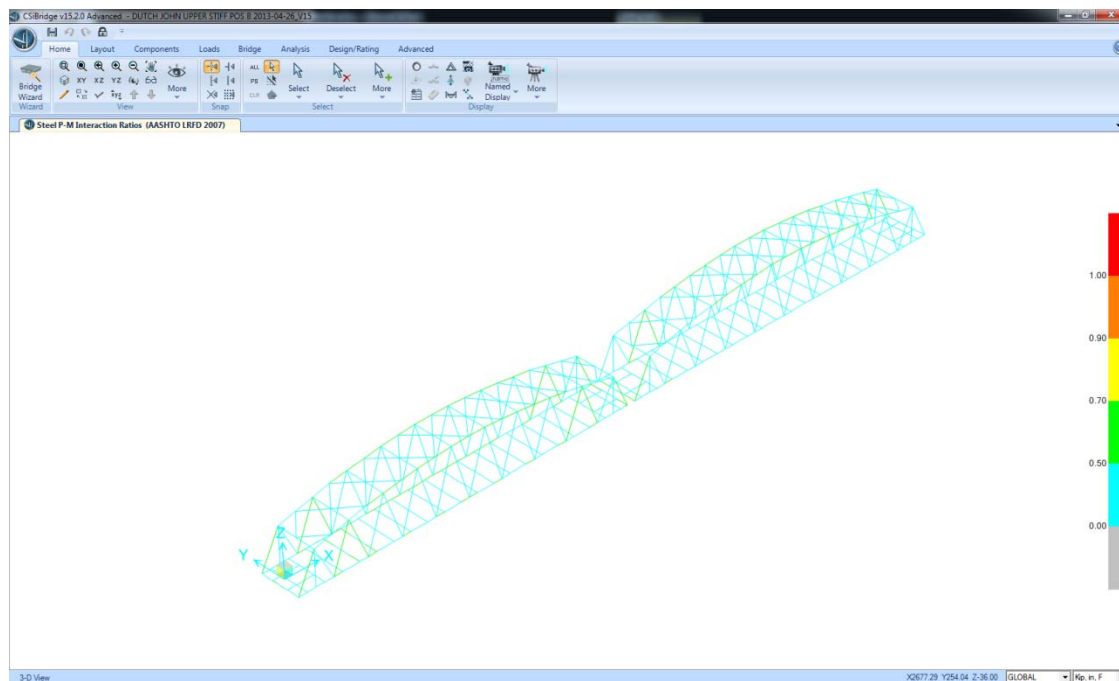 CSiBridge v15.2.0 Advanced - DUTCH JOHN UPPER STIFF POS 8 2013-04-26_V15
Home Layout Components Loads Bridge Analysis Design/Rating Advanced
Bridge Wizard
XY XZ YZ
More
ALL
PS
CLR
Select
Deselect
More
Named Display
More
Wizard View Snap Select Display
Steel P-M Interaction Ratios (AASHTO LRFD 2007)
1.00
0.90
0.70
0.50
0.00
Z
Y
X
3-D View
X2677.29 Y254.04 Z-36.00
GLOBAL
Kip, in, F